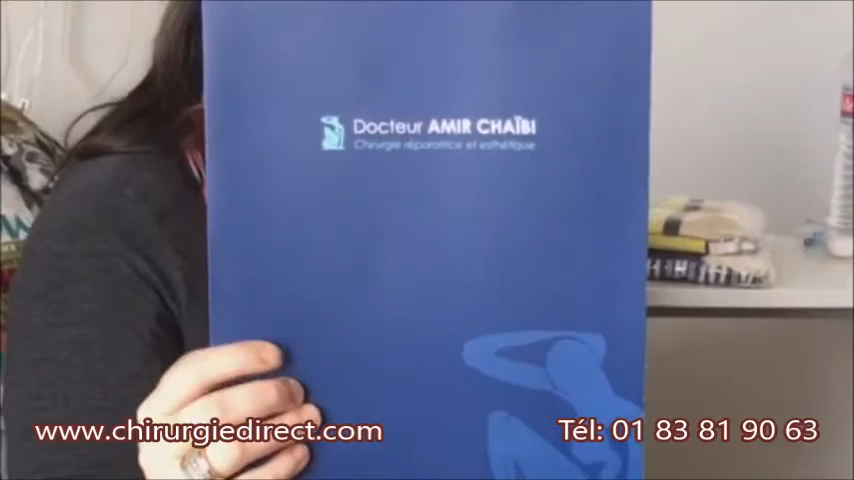 Docteur AMIR CHAÏBI
Chirurgie réparatrice et esthétique
www.chirurgiedirect.com
Tél: 01 83 81 90 63